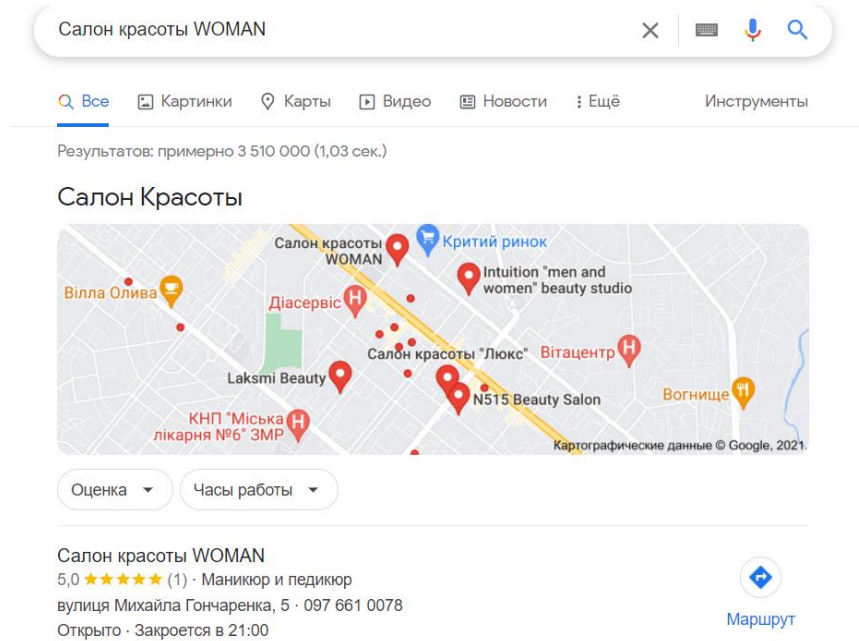 Салон красоты WOMAN
Все Картинки Карты Видео Новости Ещё Инструменты
Результатов: примерно 3 510 000 (1,03 сек.)
Салон Красоты
Салон красоты
WOMAN
Критий ринок
Intuition "men and
women" beauty studio
Вілла Олива
Діасервіс
Салон красоты "Люкс"
Вітацентр
Laksmi Beauty
N515 Beauty Salon
Вогнище
КНП "Міська
лікарня №6" ЗМР
Картографические данные © Google, 2021.
Оценка Часы работы
Салон красоты WOMAN
5,0 ★★★★★ (1) · Маникюр и педикюр
вулиця Михайла Гончаренка, 5 · 097 661 0078
Открыто · Закроется в 21:00
Маршрут